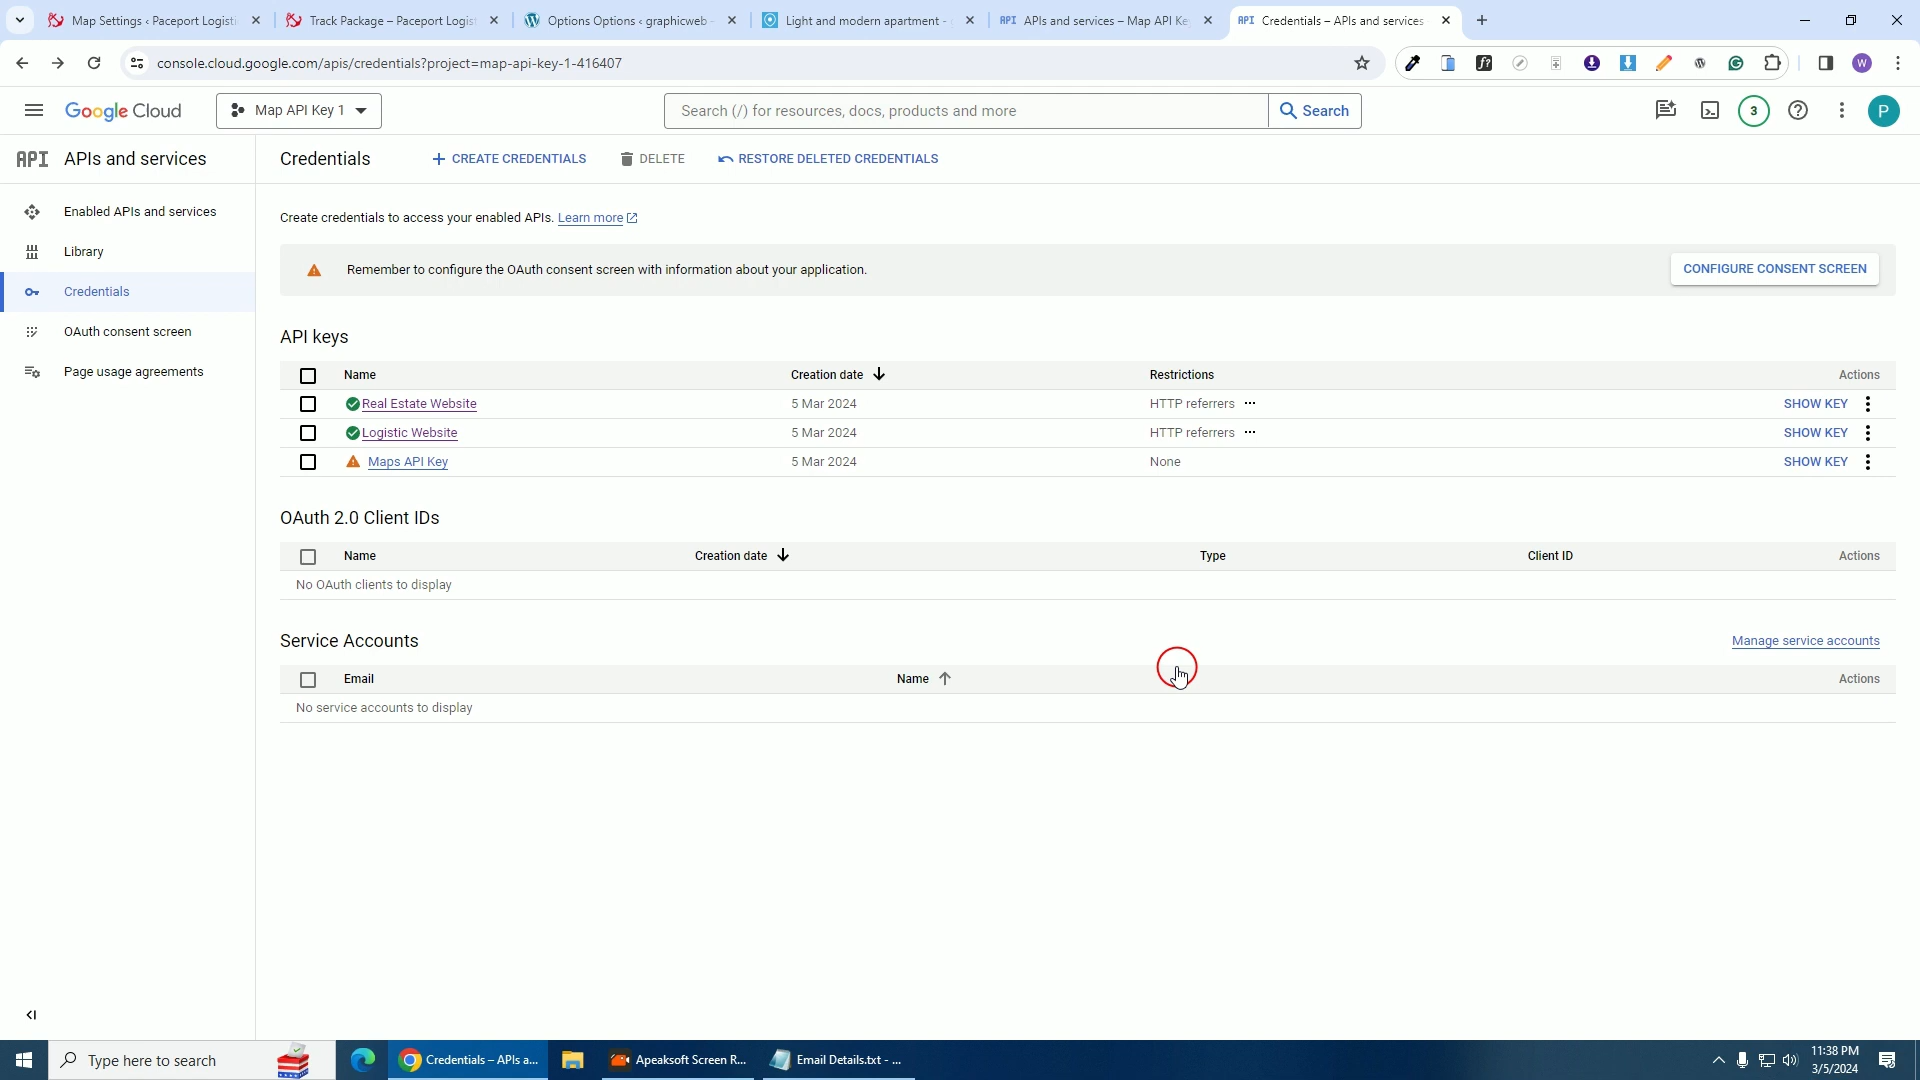 Map Settings ‹ Paceport Logisti
Track Package – Paceport Logist
Options Options ‹ graphicweb –
Light and modern apartment -
API APIs and services – Map API Ke
API Credentials – APIs and services
console.cloud.google.com/apis/credentials?project=map-api-key-1-416407
W
Google Cloud
Map API Key 1
Search (/) for resources, docs, products and more
Search
3
P
API APIs and services
Credentials
CREATE CREDENTIALS
DELETE
RESTORE DELETED CREDENTIALS
Enabled APIs and services
Library
Credentials
OAuth consent screen
Page usage agreements
Create credentials to access your enabled APIs. Learn more
Remember to configure the OAuth consent screen with information about your application.
CONFIGURE CONSENT SCREEN
API keys
Name Creation date Restrictions Actions
Real Estate Website 5 Mar 2024 HTTP referrers ... SHOW KEY
Logistic Website 5 Mar 2024 HTTP referrers ... SHOW KEY
Maps API Key 5 Mar 2024 None SHOW KEY
OAuth 2.0 Client IDs
Name Creation date Type Client ID Actions
No OAuth clients to display
Service Accounts
Manage service accounts
Email Name Actions
No service accounts to display
Type here to search
Credentials – APIs a...
Apeaksoft Screen R...
Email Details.txt - ...
11:38 PM
3/5/2024